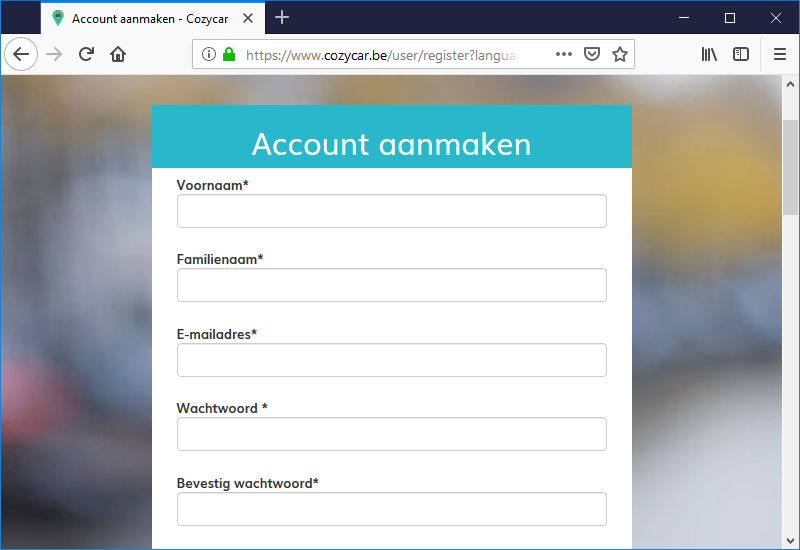 Account aanmaken - Cozycar
https://www.cozycar.be/user/register?langua
Account aanmaken
Voornaam*
Familienaam*
E-mailadres*
Wachtwoord *
Bevestig wachtwoord*